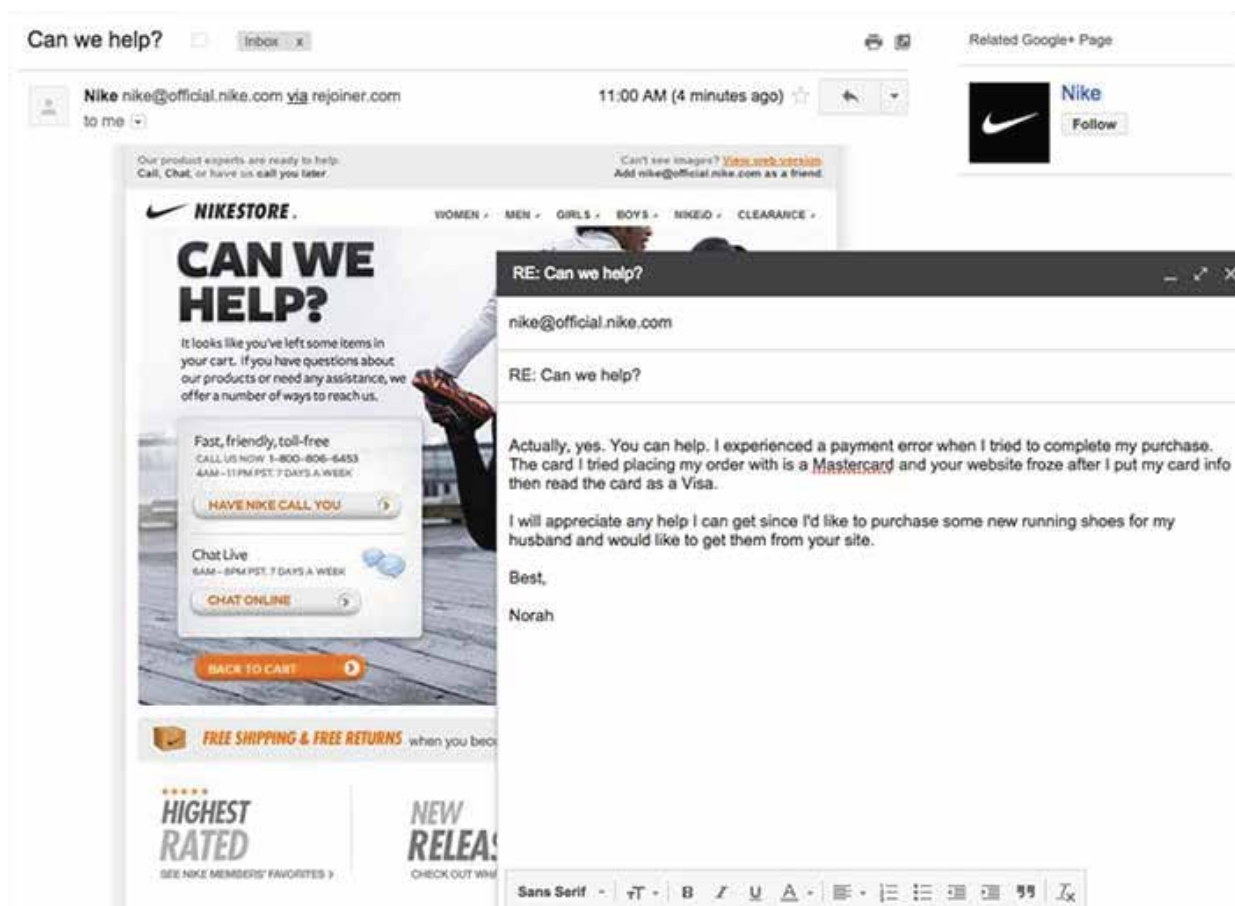 Can we help?
Inbox x
Related Google+ Page
Nike nike@official.nike.com via rejoiner.com
11:00 AM (4 minutes ago)
to me
Nike
Follow
Our product experts are ready to help.
Call, Chat, or have us call you later.
Can't see images? View web version.
Add nike@official.nike.com as a friend.
NIKESTORE.
WOMEN MEN GIRLS BOYS NIKEiD CLEARANCE
CAN WE
HELP?
It looks like you've left some items in
your cart. If you have questions about
our products or need any assistance, we
offer a number of ways to reach us.
Fast, friendly, toll-free
CALL US NOW 1-800-806-6453
4AM-11PM PST, 7 DAYS A WEEK
HAVE NIKE CALL YOU
Chat Live
6AM-8PM PST, 7 DAYS A WEEK
CHAT ONLINE
BACK TO CART
FREE SHIPPING & FREE RETURNS when you
HIGHEST
RATED
SEE NIKE MEMBERS' FAVORITES
NEW
RELEAS
CHECK OUT
RE: Can we help?
nike@official.nike.com
RE: Can we help?
Actually, yes. You can help. I experienced a payment error when I tried to complete my purchase.
The card I tried placing my order with is a Mastercard and your website froze after I put my card info
then read the card as a Visa.
I will appreciate any help I can get since I'd like to purchase some new running shoes for my
husband and would like to get them from your site.
Best,
Norah
Sans Serif